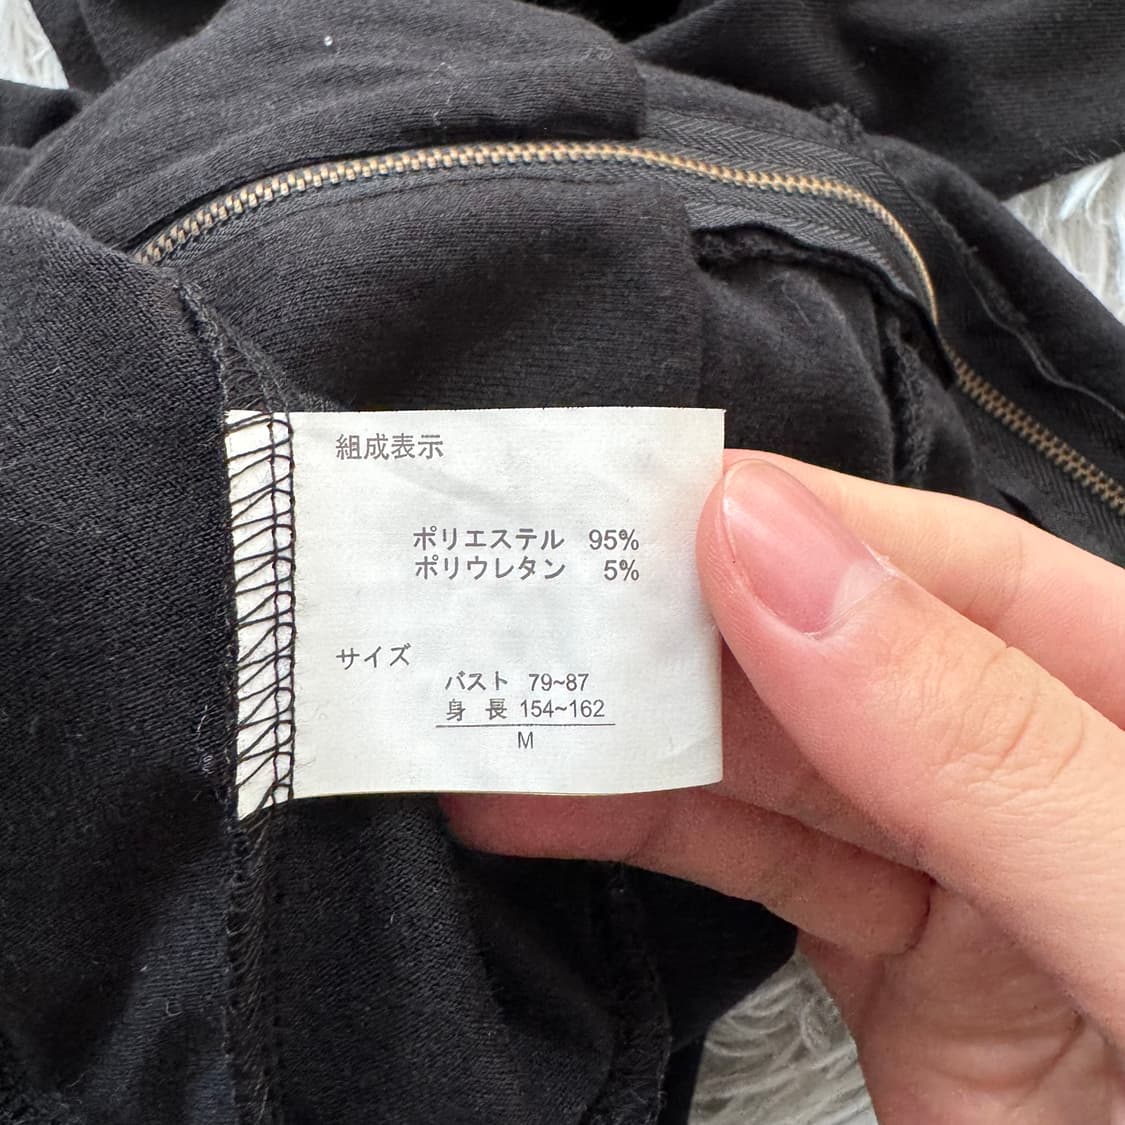 組成表示
ポリエステル 95%
ポリウレタン 5%
サイズ
バスト 79~87
身 長 154~162
M